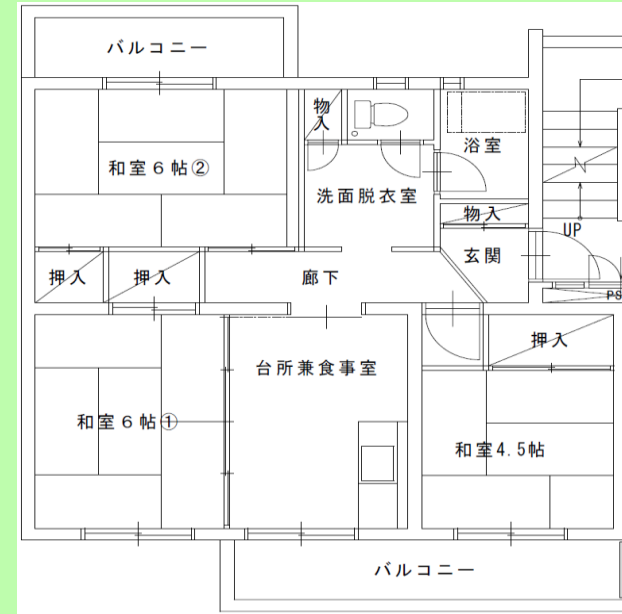 バルコニー
物入
和室6帖②
浴室
洗面脱衣室
物入
UP
玄関
押入
押入
廊下
PS
押入
台所兼食事室
和室6帖①
和室4.5帖
バルコニー